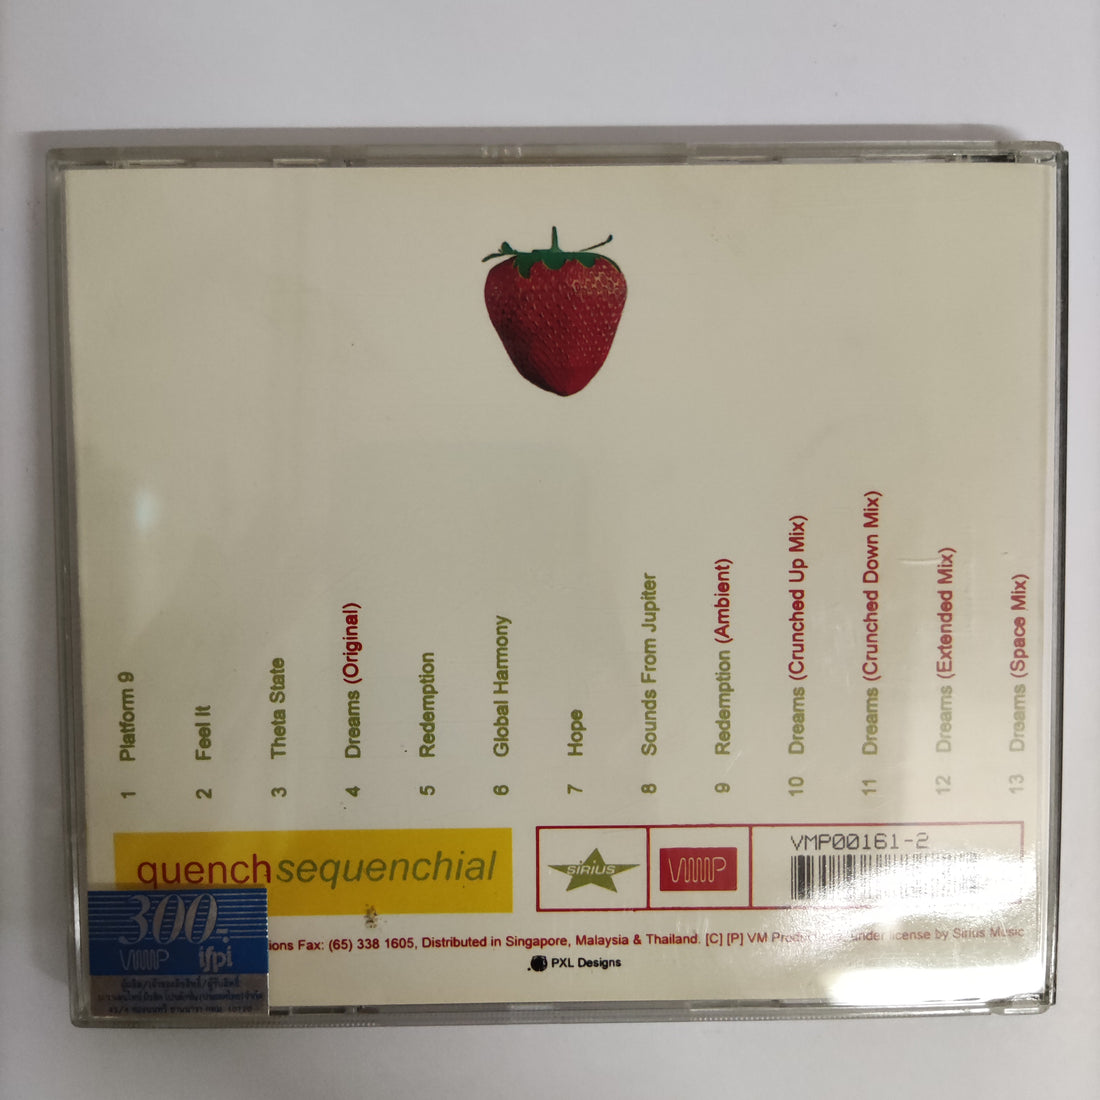 1 Platform 9
2 Feel It
3 Theta State
4 Dreams (Original)
5 Redemption
6 Global Harmony
7 Hope
8 Sounds From Jupiter
9 Redemption (Ambient)
10 Dreams (Crunched Up Mix)
11 Dreams (Crunched Down Mix)
12 Dreams (Extended Mix)
13 Dreams (Space Mix)
quenchsequenchial
SIRIUS
VMP
VMP00161-2
300.-
VMP ifpi
ions Fax: (65) 338 1605, Distributed in Singapore, Malaysia & Thailand. [C] [P] VM Produ under license by Sirius Music
PXL Designs